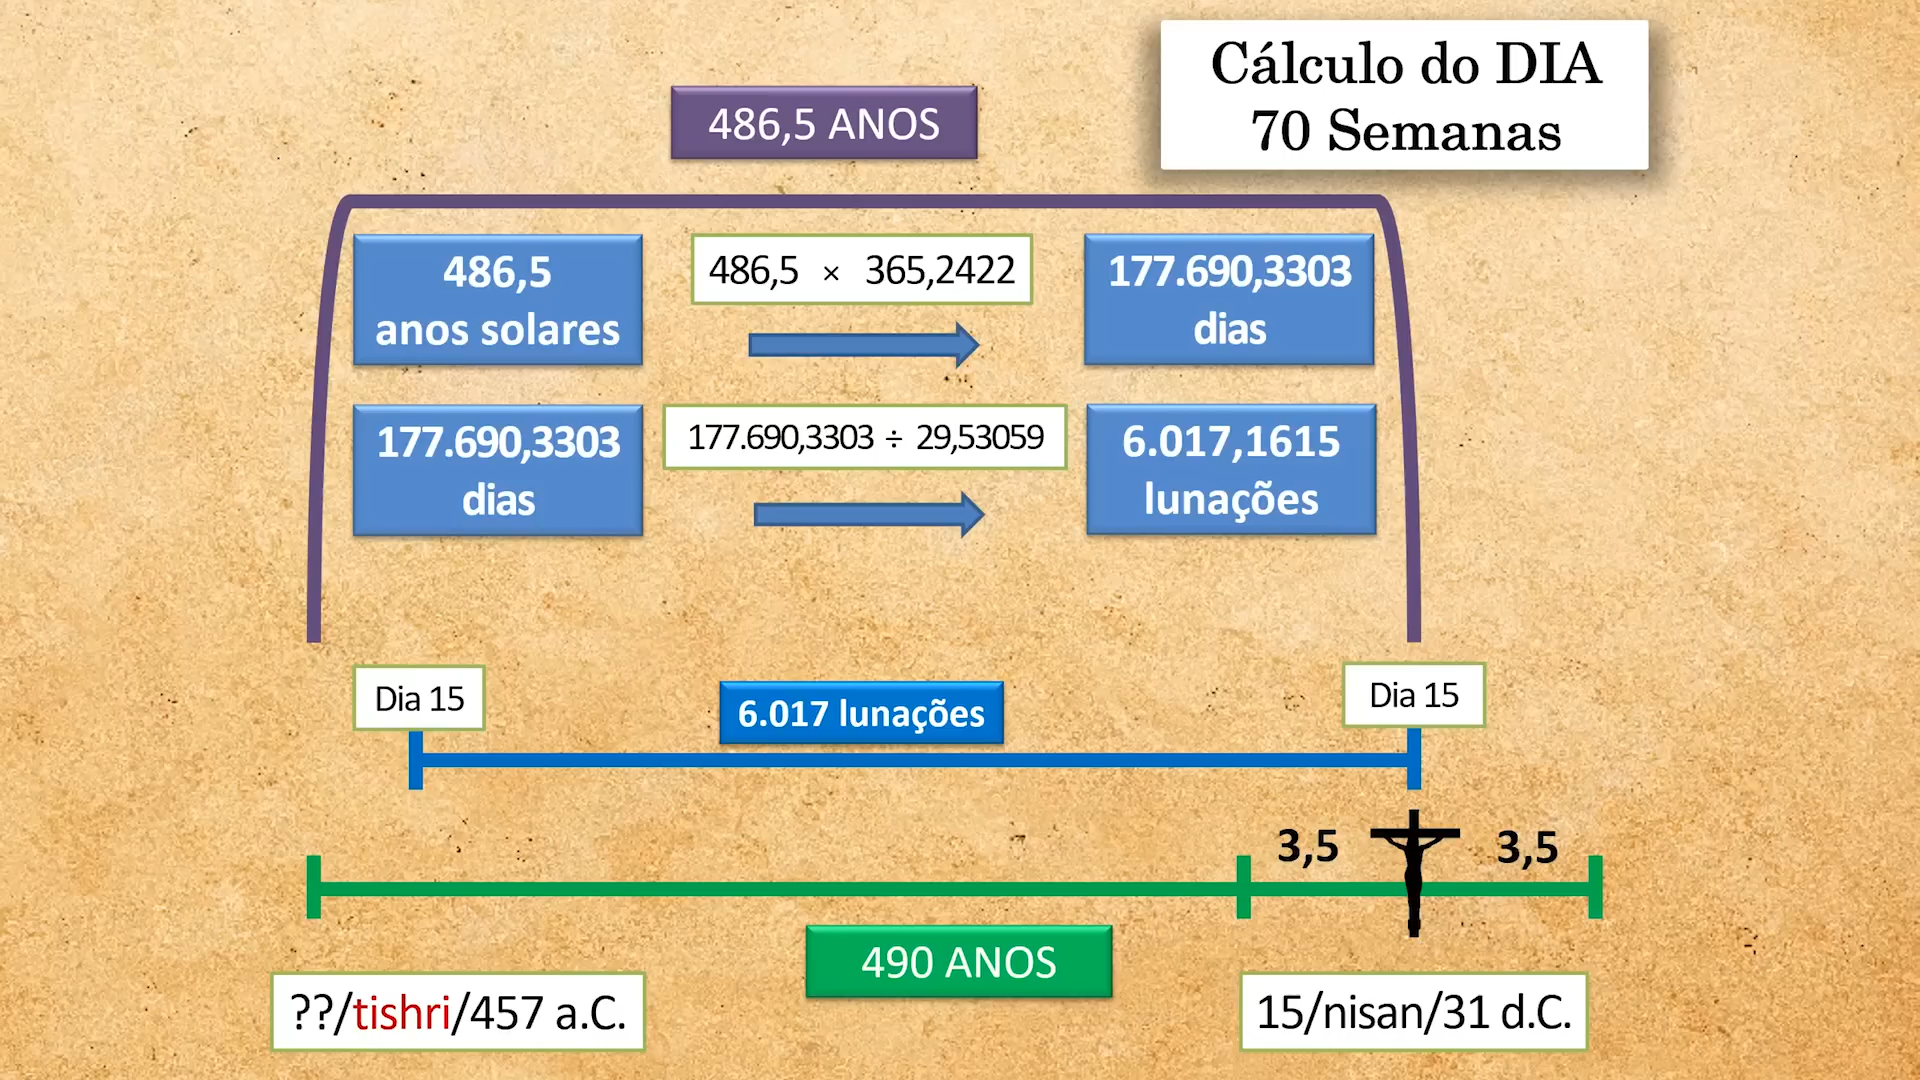 Cálculo do DIA
70 Semanas
486,5 ANOS
486,5
anos solares
486,5 × 365,2422
177.690,3303
dias
177.690,3303
dias
177.690,3303 ÷ 29,53059
6.017,1615
lunações
Dia 15
6.017 lunações
Dia 15
3,5
3,5
490 ANOS
??/tishri/457 a.C.
15/nisan/31 d.C.